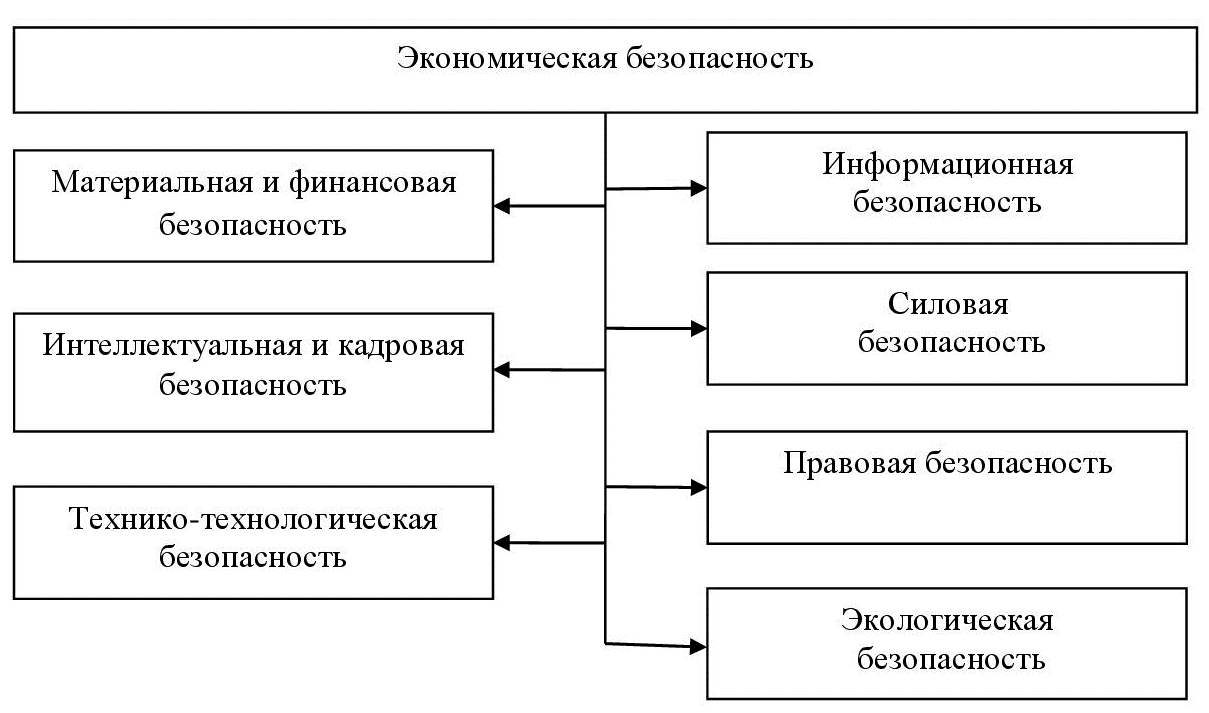 Экономическая безопасность
Материальная и финансовая
безопасность
Интеллектуальная и кадровая
безопасность
Технико-технологическая
безопасность
Информационная
безопасность
Силовая
безопасность
Правовая безопасность
Экологическая
безопасность